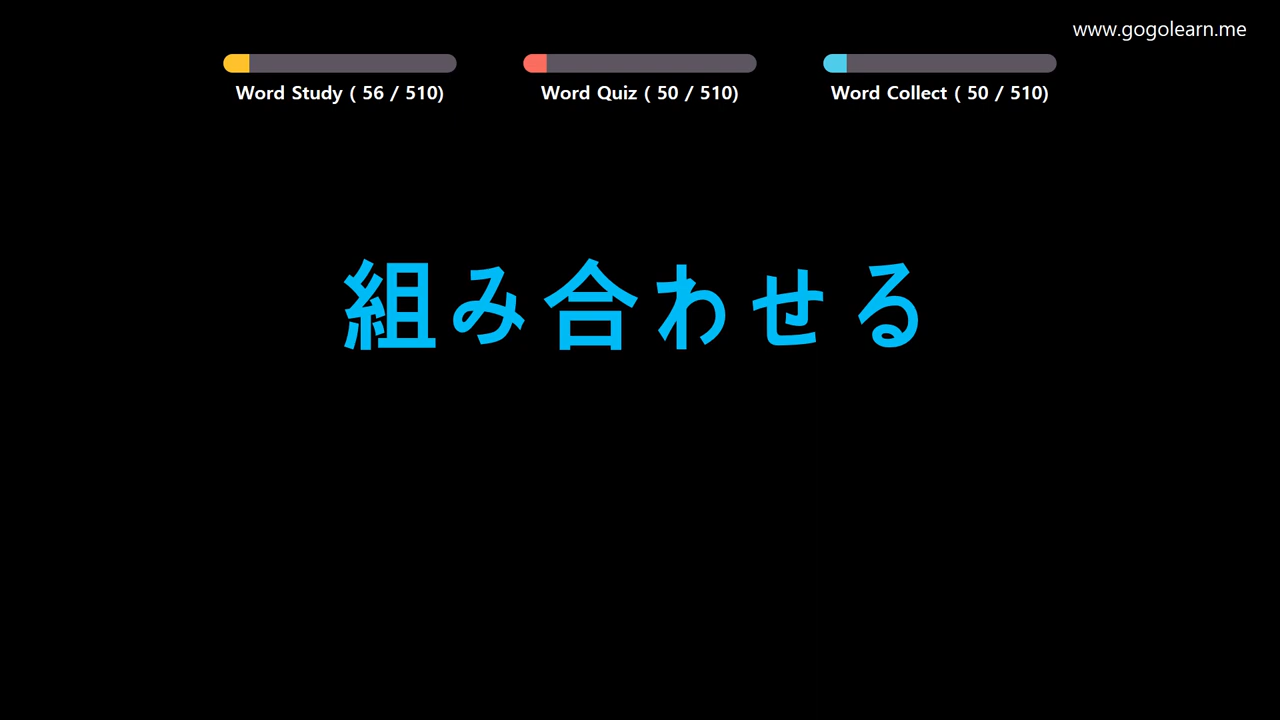 www.gogolearn.me
Word Study ( 56 / 510)
Word Quiz ( 50 / 510)
Word Collect ( 50 / 510)
組み合わせる